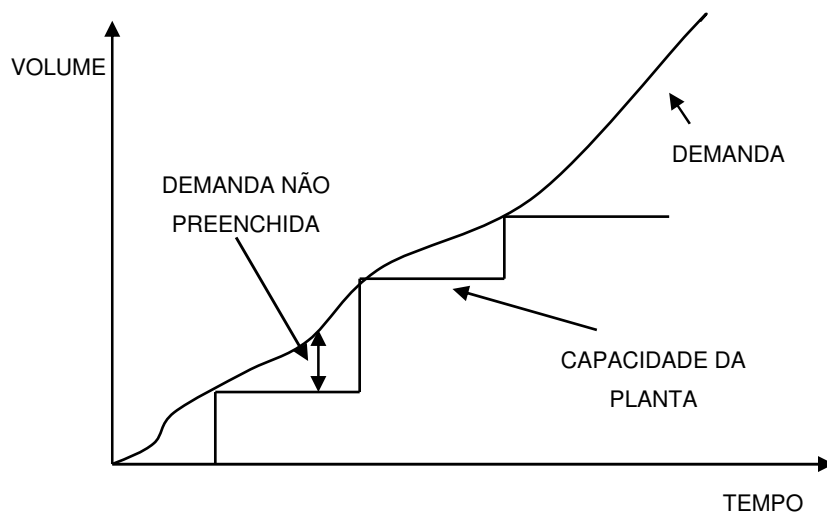 VOLUME
DEMANDA
DEMANDA NÃO
PREENCHIDA
CAPACIDADE DA
PLANTA
TEMPO